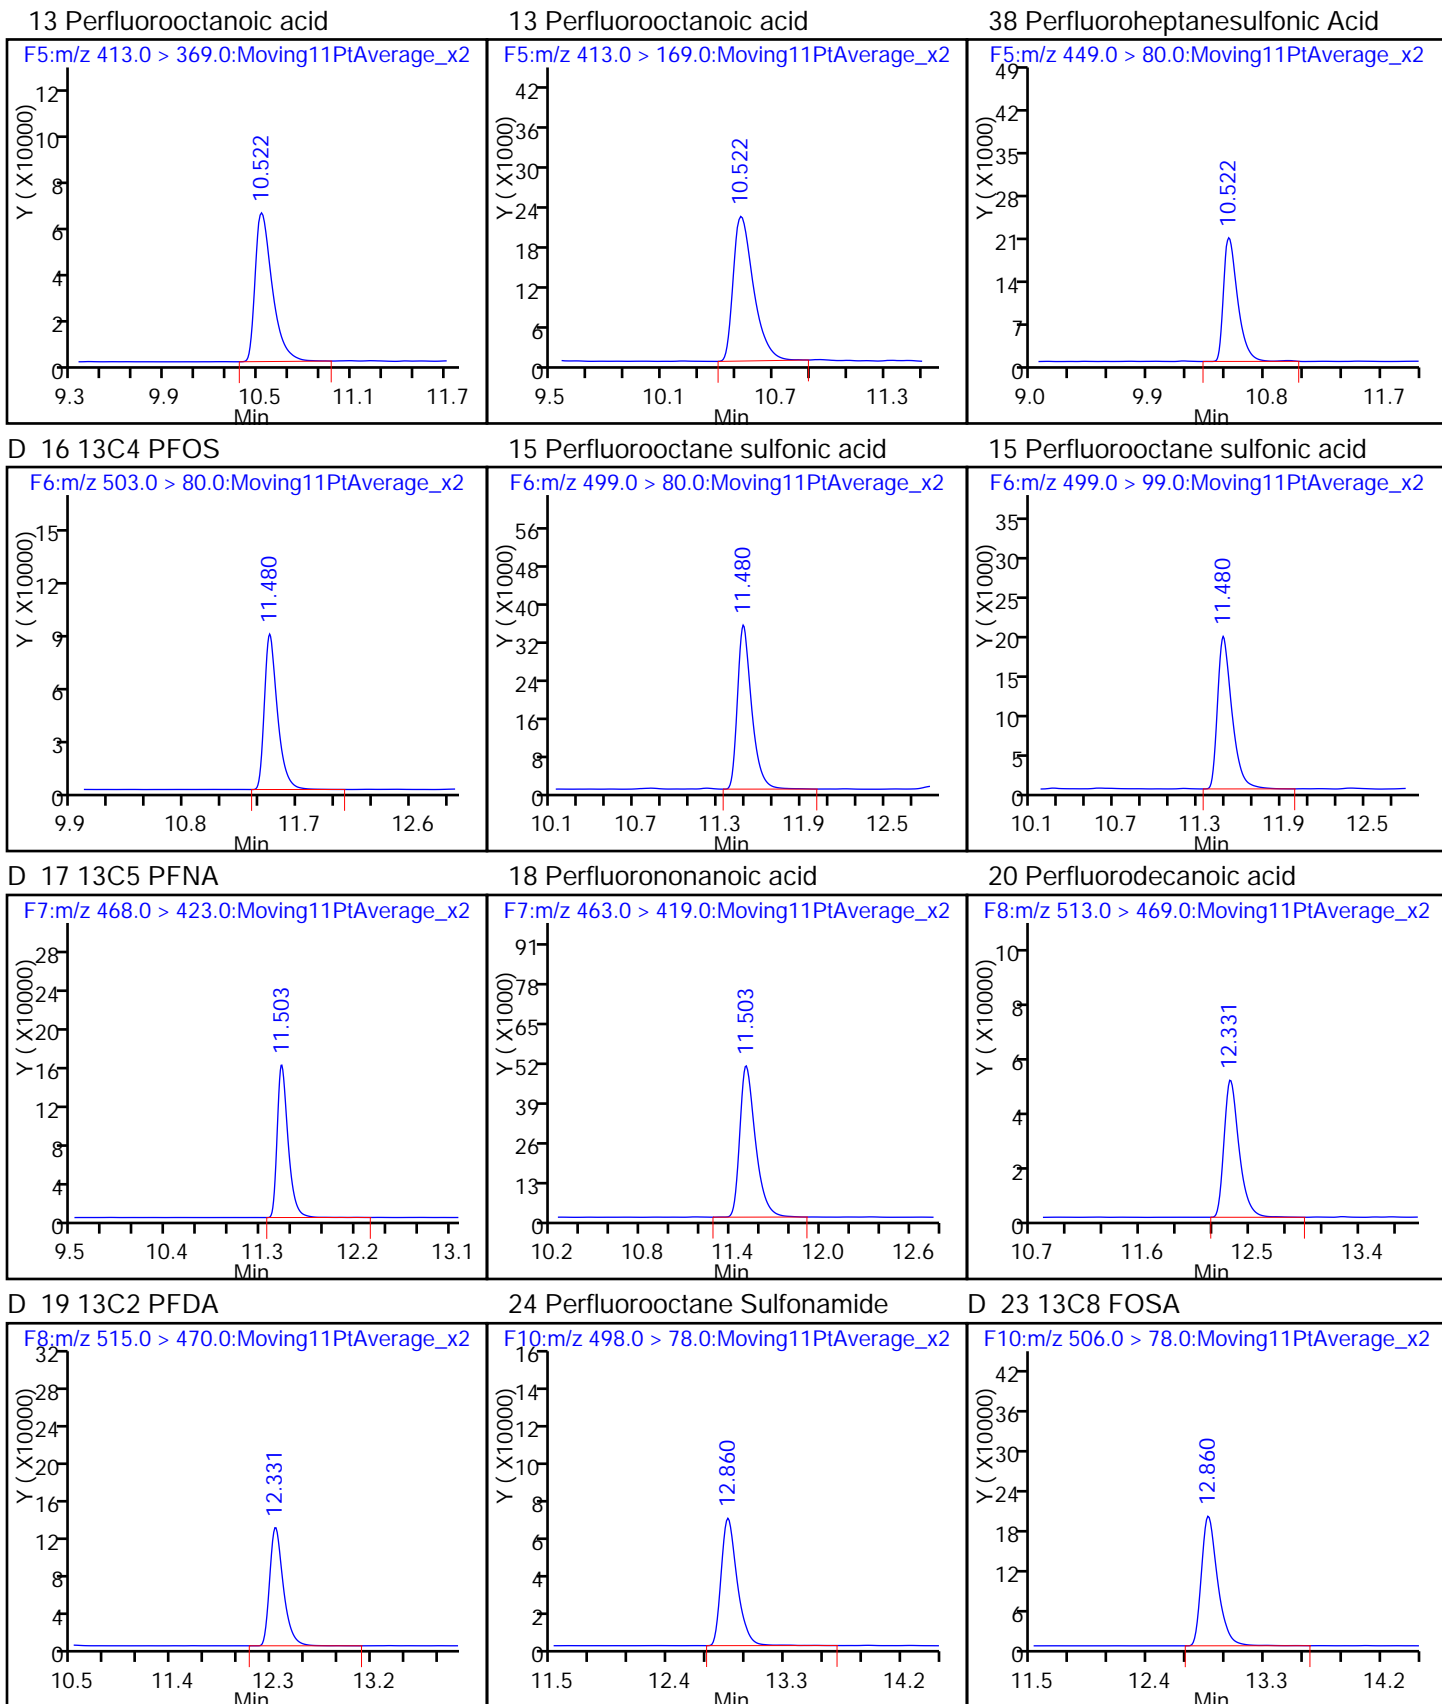 13 Perfluorooctanoic acid
F5:m/z 413.0 > 369.0:Moving11PtAverage_x2
Y ( X10000)
12
10
8
6
4
2
0
10.522
9.3 9.9 10.5 11.1 11.7
Min
13 Perfluorooctanoic acid
F5:m/z 413.0 > 169.0:Moving11PtAverage_x2
Y ( X1000)
42
36
30
24
18
12
6
0
10.522
9.5 10.1 10.7 11.3
Min
38 Perfluoroheptanesulfonic Acid
F5:m/z 449.0 > 80.0:Moving11PtAverage_x2
Y ( X1000)
49
42
35
28
21
14
7
0
10.522
9.0 9.9 10.8 11.7
Min
D 16 13C4 PFOS
F6:m/z 503.0 > 80.0:Moving11PtAverage_x2
Y ( X10000)
15
12
9
6
3
0
11.480
9.9 10.8 11.7 12.6
Min
15 Perfluorooctane sulfonic acid
F6:m/z 499.0 > 80.0:Moving11PtAverage_x2
Y ( X1000)
56
48
40
32
24
16
8
0
11.480
10.1 10.7 11.3 11.9 12.5
Min
15 Perfluorooctane sulfonic acid
F6:m/z 499.0 > 99.0:Moving11PtAverage_x2
Y ( X1000)
35
30
25
20
15
10
5
0
11.480
10.1 10.7 11.3 11.9 12.5
Min
D 17 13C5 PFNA
F7:m/z 468.0 > 423.0:Moving11PtAverage_x2
Y ( X10000)
28
24
20
16
12
8
4
0
11.503
9.5 10.4 11.3 12.2 13.1
Min
18 Perfluorononanoic acid
F7:m/z 463.0 > 419.0:Moving11PtAverage_x2
Y ( X1000)
91
78
65
52
39
26
13
0
11.503
10.2 10.8 11.4 12.0 12.6
Min
20 Perfluorodecanoic acid
F8:m/z 513.0 > 469.0:Moving11PtAverage_x2
Y ( X10000)
10
8
6
4
2
0
12.331
10.7 11.6 12.5 13.4
Min
D 19 13C2 PFDA
F8:m/z 515.0 > 470.0:Moving11PtAverage_x2
Y ( X10000)
32
28
24
20
16
12
8
4
0
12.331
10.5 11.4 12.3 13.2
Min
24 Perfluorooctane Sulfonamide
F10:m/z 498.0 > 78.0:Moving11PtAverage_x2
Y ( X10000)
16
14
12
10
8
6
4
2
0
12.860
11.5 12.4 13.3 14.2
Min
D 23 13C8 FOSA
F10:m/z 506.0 > 78.0:Moving11PtAverage_x2
Y ( X10000)
42
36
30
24
18
12
6
0
12.860
11.5 12.4 13.3 14.2
Min